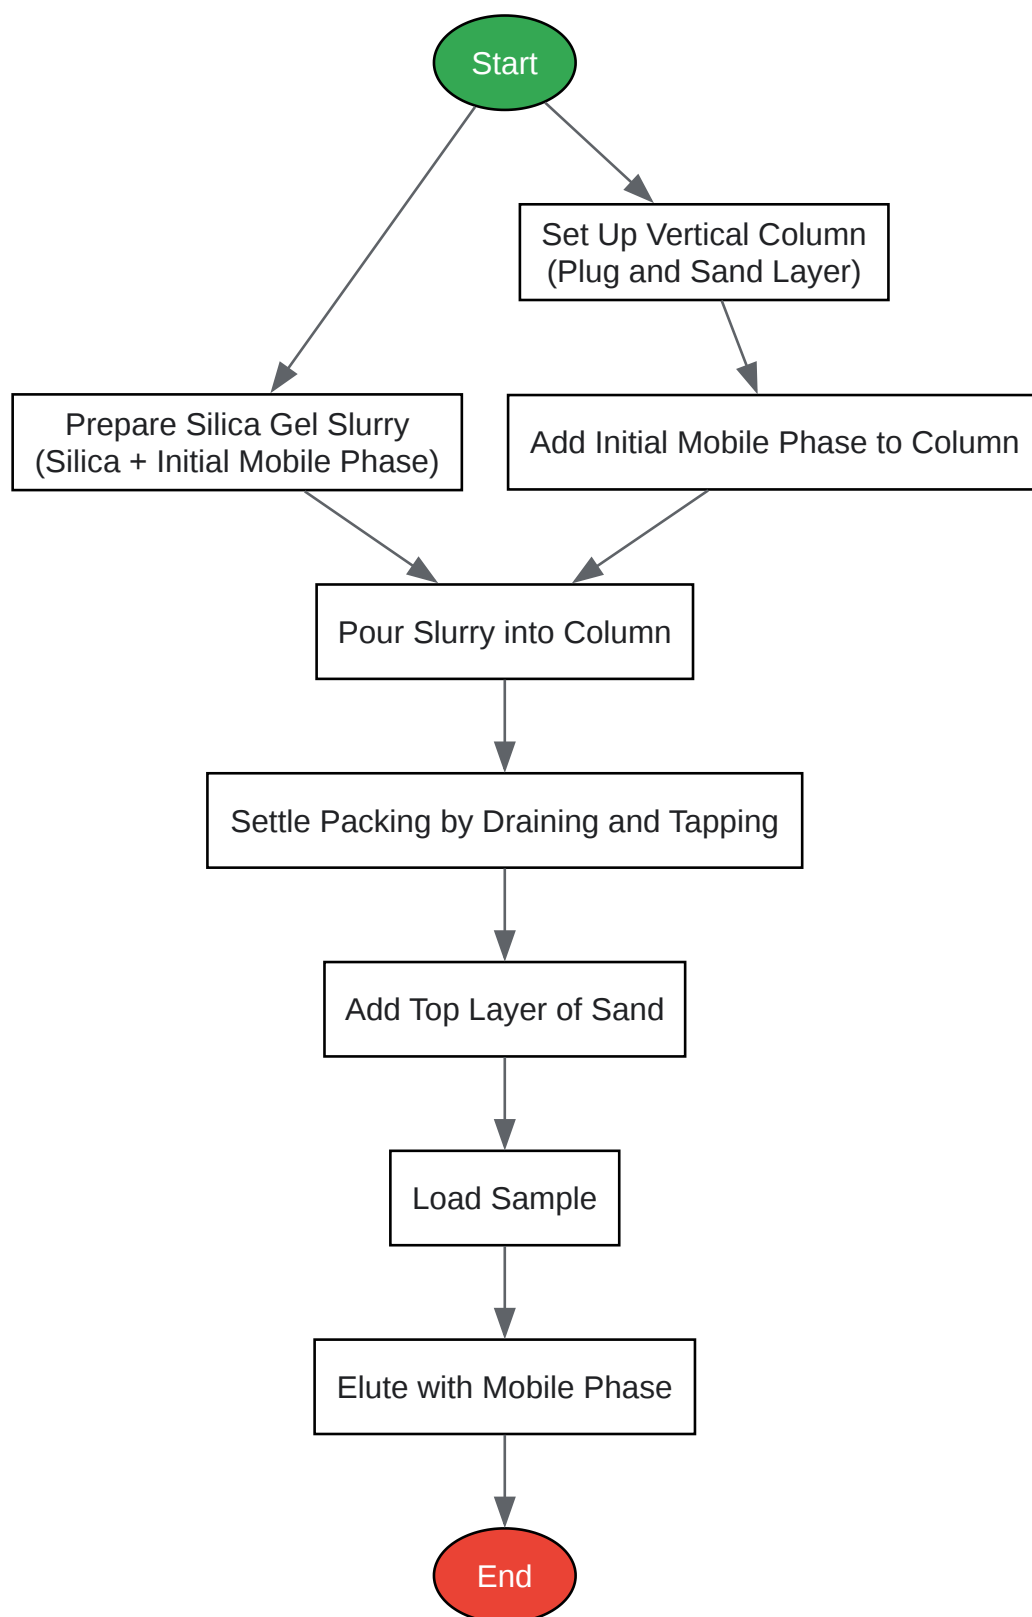 Start
Set Up Vertical Column
(Plug and Sand Layer)
Prepare Silica Gel Slurry
(Silica + Initial Mobile Phase)
Add Initial Mobile Phase to Column
Pour Slurry into Column
Settle Packing by Draining and Tapping
Add Top Layer of Sand
Load Sample
Elute with Mobile Phase
End